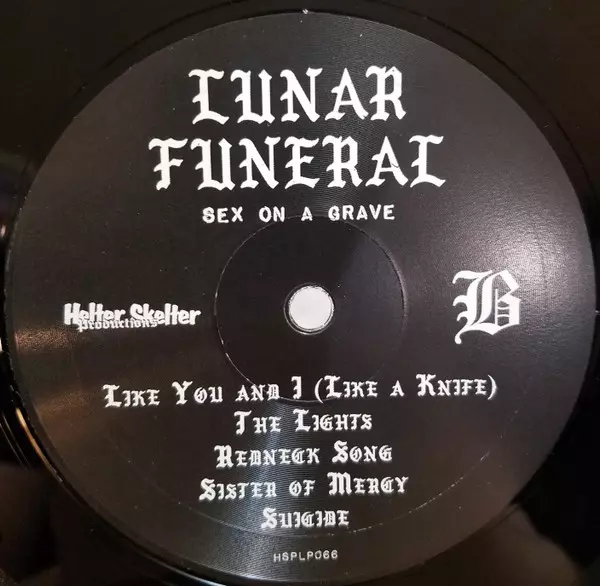 LUNAR
FUNERAL
SEX ON A GRAVE
Helter Skelter
Productions
B
LIKE YOU AND I (LIKE A KNIFE)
THE LIGHTS
REDNECK SONG
SISTER OF MERCY
SUICIDE
HSPLP066